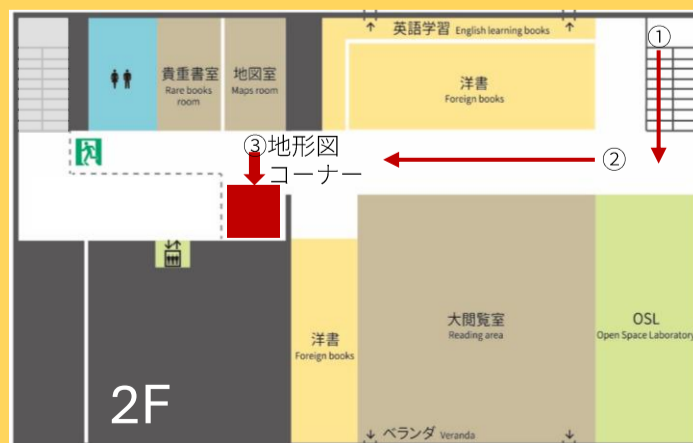 英語学習 English learning books
①
貴重書室
Rare books
room
地図室
Maps room
洋書
Foreign books
③地形図
コーナー
②
洋書
Foreign books
大閲覧室
Reading area
OSL
Open Space Laboratory
2F
ベランダ Veranda